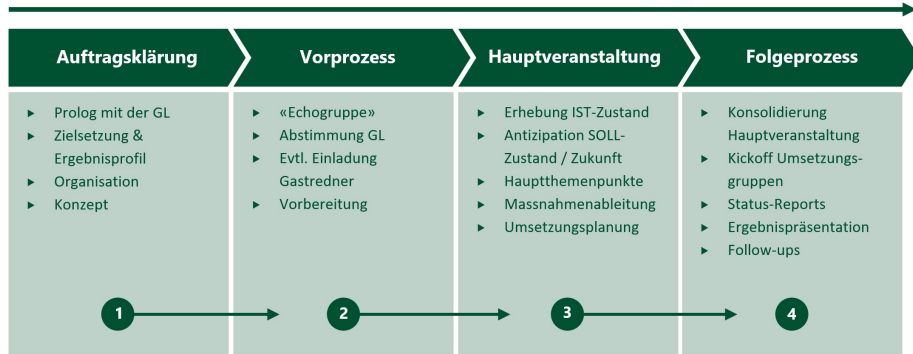 Auftragsklärung
Prolog mit der GL
Zielsetzung &
Ergebnisprofil
Organisation
Konzept
1
Vorprozess
«Echogruppe»
Abstimmung GL
Evtl. Einladung
Gastredner
Vorbereitung
2
Hauptveranstaltung
Erhebung IST-Zustand
Antizipation SOLL-
Zustand / Zukunft
Hauptthemenpunkte
Massnahmenableitung
Umsetzungsplanung
3
Folgeprozess
Konsolidierung
Hauptveranstaltung
Kickoff Umsetzungs-
gruppen
Status-Reports
Ergebnispräsentation
Follow-ups
4